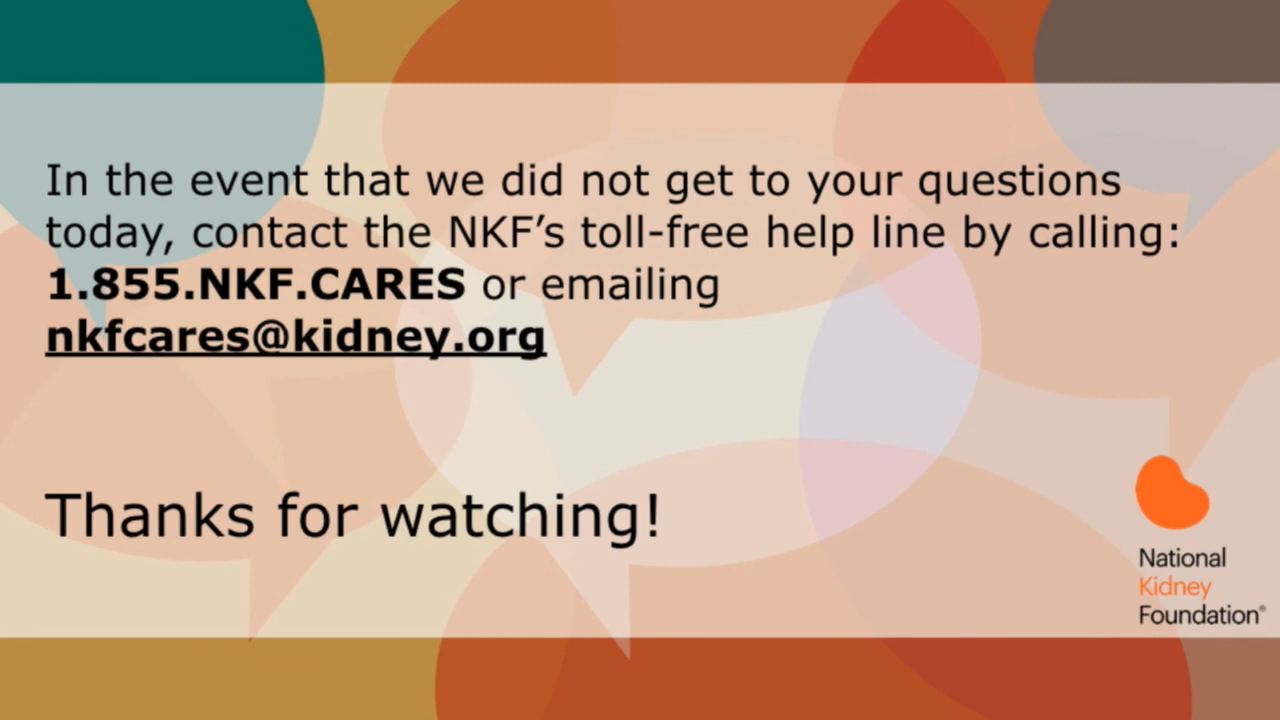 In the event that we did not get to your questions
today, contact the NKF’s toll-free help line by calling:
1.855.NKF.CARES or emailing
nkfcares@kidney.org
Thanks for watching!
National
Kidney
Foundation®